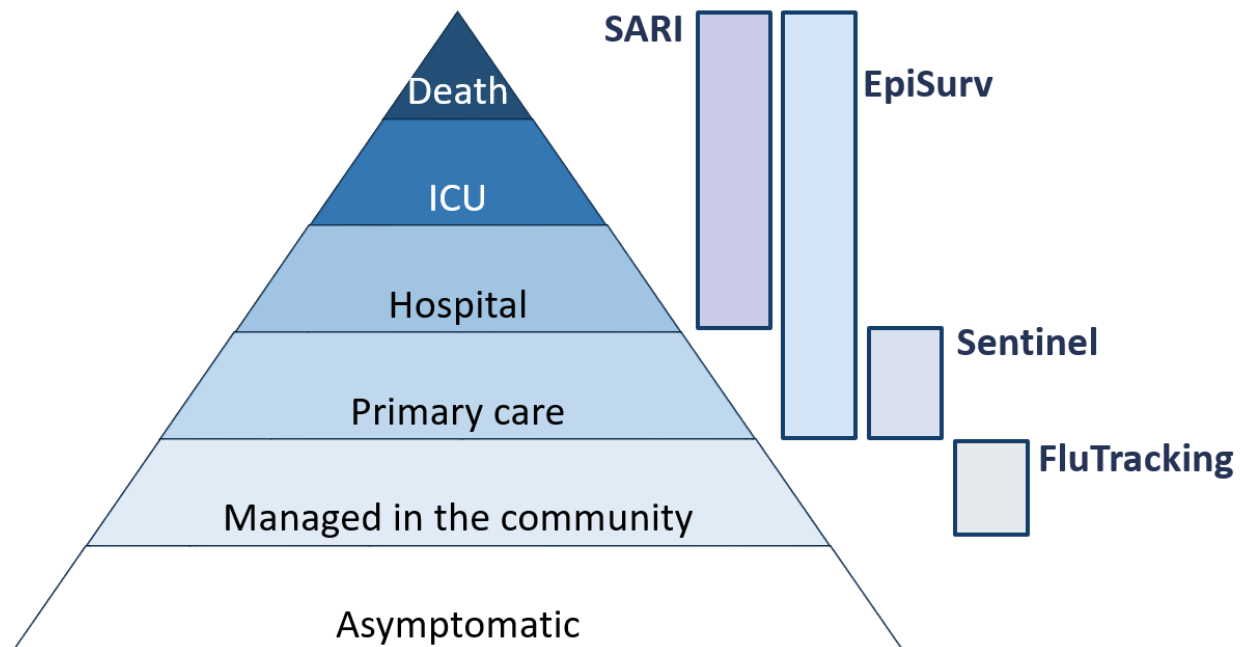 SARI
EpiSurv
Death
ICU
Hospital
Sentinel
Primary care
FluTracking
Managed in the community
Asymptomatic